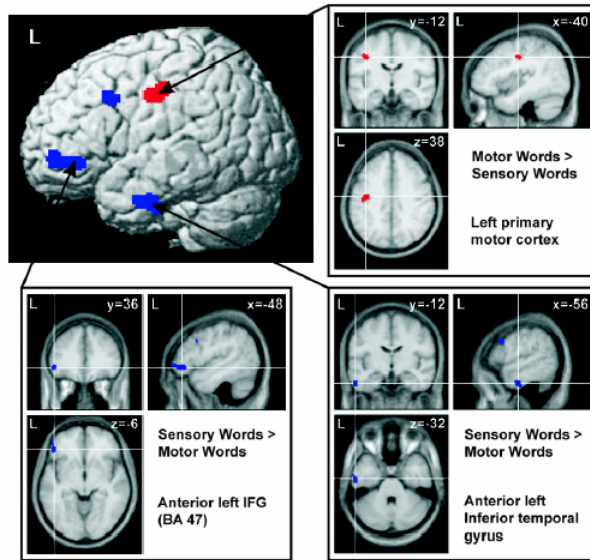 L
L
y=-12
x=-40
L
z=38
Motor Words >
Sensory Words
Left primary
motor cortex
L
y=36
x=-48
L
z=-6
Sensory Words >
Motor Words
Anterior left IFG
(BA 47)
L
y=-12
x=-56
L
z=-32
Sensory Words >
Motor Words
Anterior left
Inferior temporal
gyrus